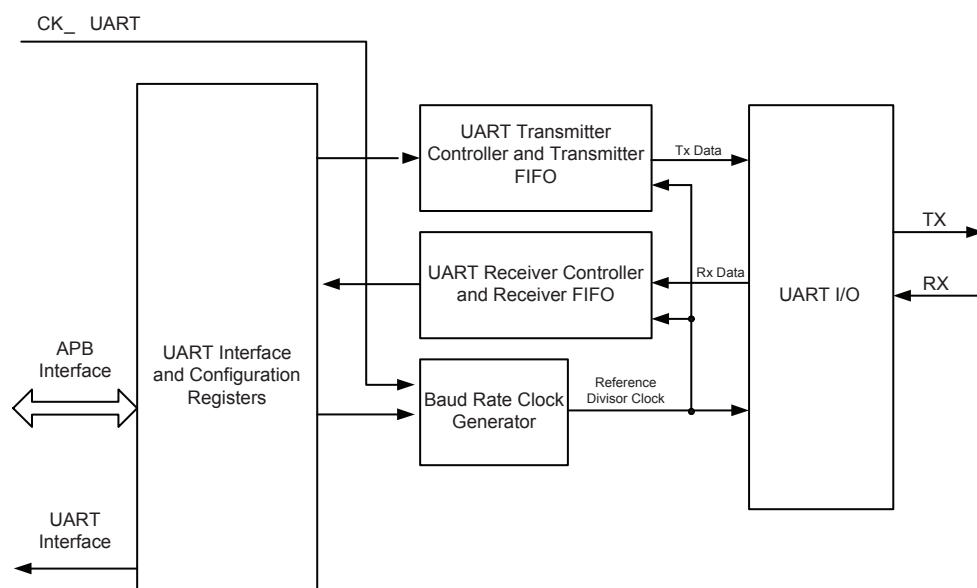 CK_ UART
UART Transmitter
Controller and Transmitter
FIFO
Tx Data
TX
UART Receiver Controller
and Receiver FIFO
Rx Data
UART I/O
RX
APB
Interface
UART Interface
and Configuration
Registers
Baud Rate Clock
Generator
Reference
Divisor Clock
UART
Interface